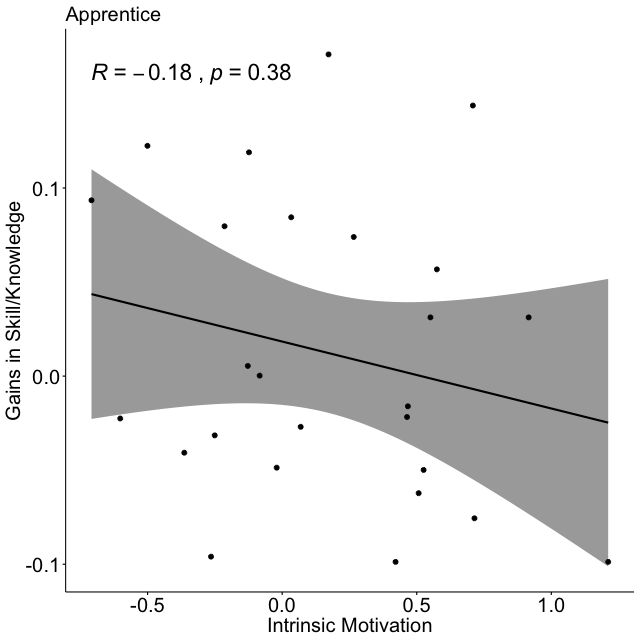 Apprentice
R = −0.18 , p = 0.38
Gains in Skill/Knowledge
0.1
0.0
-0.1
-0.5
0.0
0.5
1.0
Intrinsic Motivation